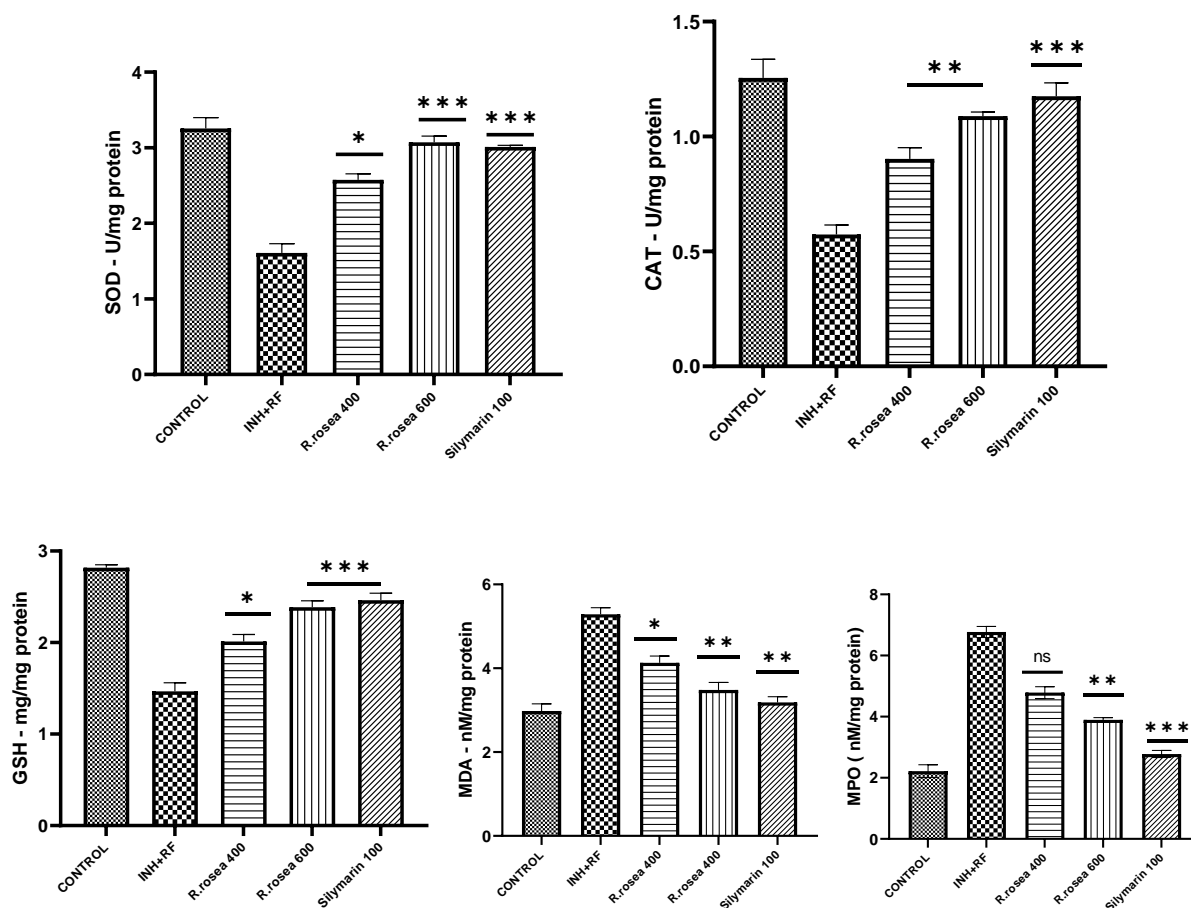 SOD - U/mg protein
4
3
2
1
0
*
***
***
CONTROL
INH+RF
R.rosea 400
R.rosea 600
Silymarin 100
CAT - U/mg protein
1.5
1.0
0.5
0.0
**
***
CONTROL
INH+RF
R.rosea 400
R.rosea 600
Silymarin 100
GSH - mg/mg protein
3
2
1
0
*
***
CONTROL
INH+RF
R.rosea 400
R.rosea 600
Silymarin 100
MDA - nM/mg protein
6
4
2
0
*
**
**
CONTROL
INH+RF
R.rosea 400
R.rosea 400
Silymarin 100
MPO ( nM/mg protein)
8
6
4
2
0
ns
**
***
CONTROL
INH+RF
R.rosea 400
R.rosea 600
Silymarin 100